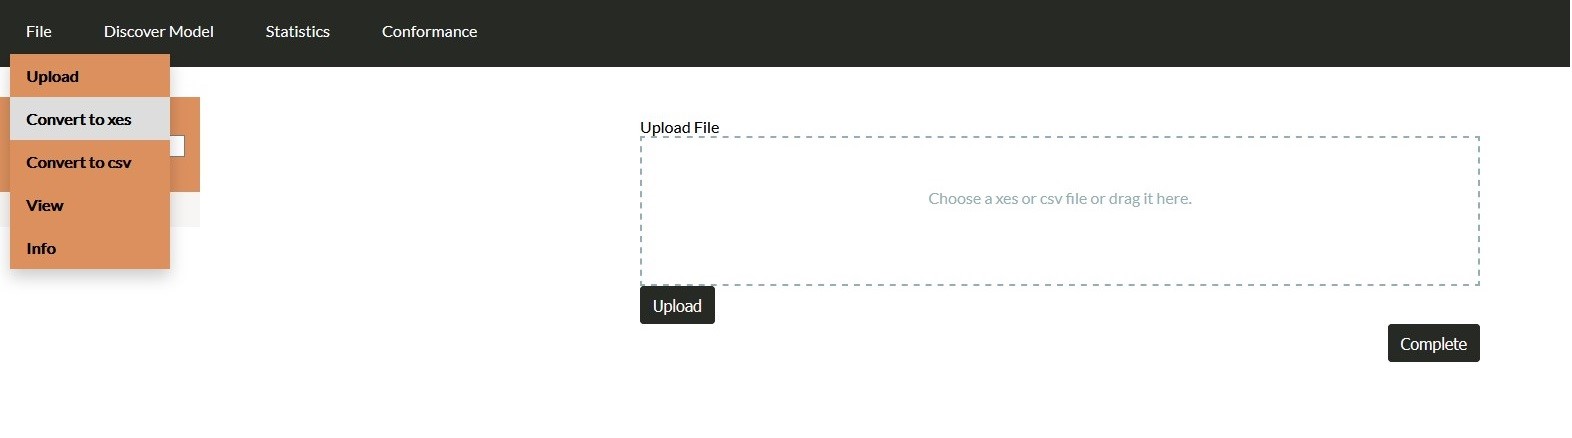 File Discover Model Statistics Conformance
Upload
Convert to xes
Convert to csv
View
Info
Upload File
Choose a xes or csv file or drag it here.
Upload
Complete